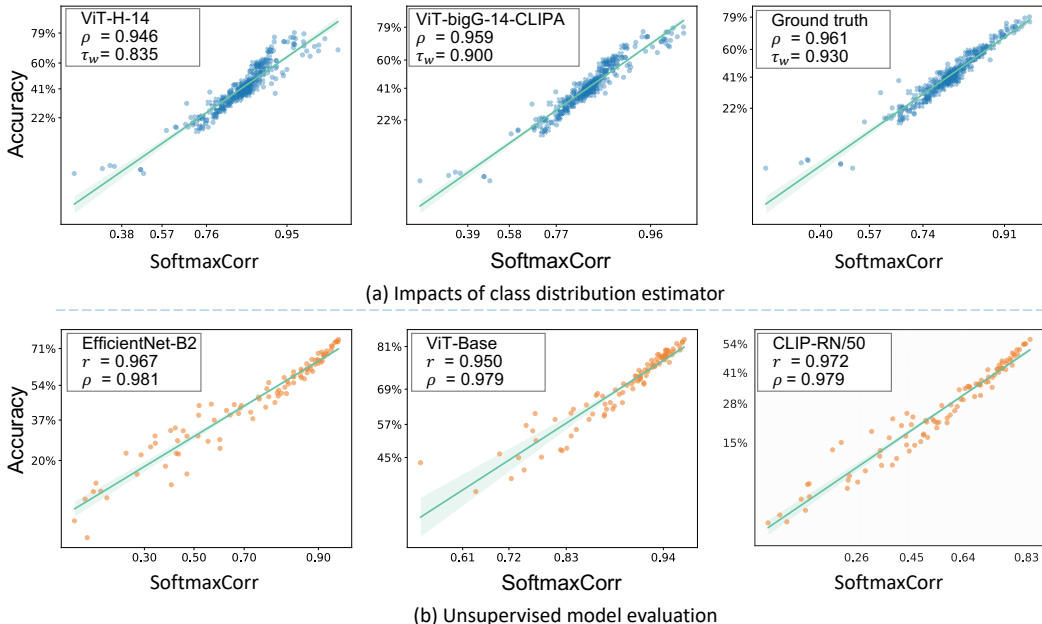 ViT-H-14
ρ = 0.946
τw = 0.835
79%
60%
41%
22%
Accuracy
0.38 0.57 0.76 0.95
SoftmaxCorr
ViT-bigG-14-CLIPA
ρ = 0.959
τw = 0.900
79%
60%
41%
22%
0.39 0.58 0.77 0.96
SoftmaxCorr
Ground truth
ρ = 0.961
τw = 0.930
79%
60%
41%
22%
0.40 0.57 0.74 0.91
SoftmaxCorr
(a) Impacts of class distribution estimator
EfficientNet-B2
r = 0.967
ρ = 0.981
71%
54%
37%
20%
Accuracy
0.30 0.50 0.70 0.90
SoftmaxCorr
ViT-Base
r = 0.950
ρ = 0.979
81%
69%
57%
45%
0.61 0.72 0.83 0.94
SoftmaxCorr
CLIP-RN/50
r = 0.972
ρ = 0.979
54%
41%
28%
15%
0.26 0.45 0.64 0.83
SoftmaxCorr
(b) Unsupervised model evaluation